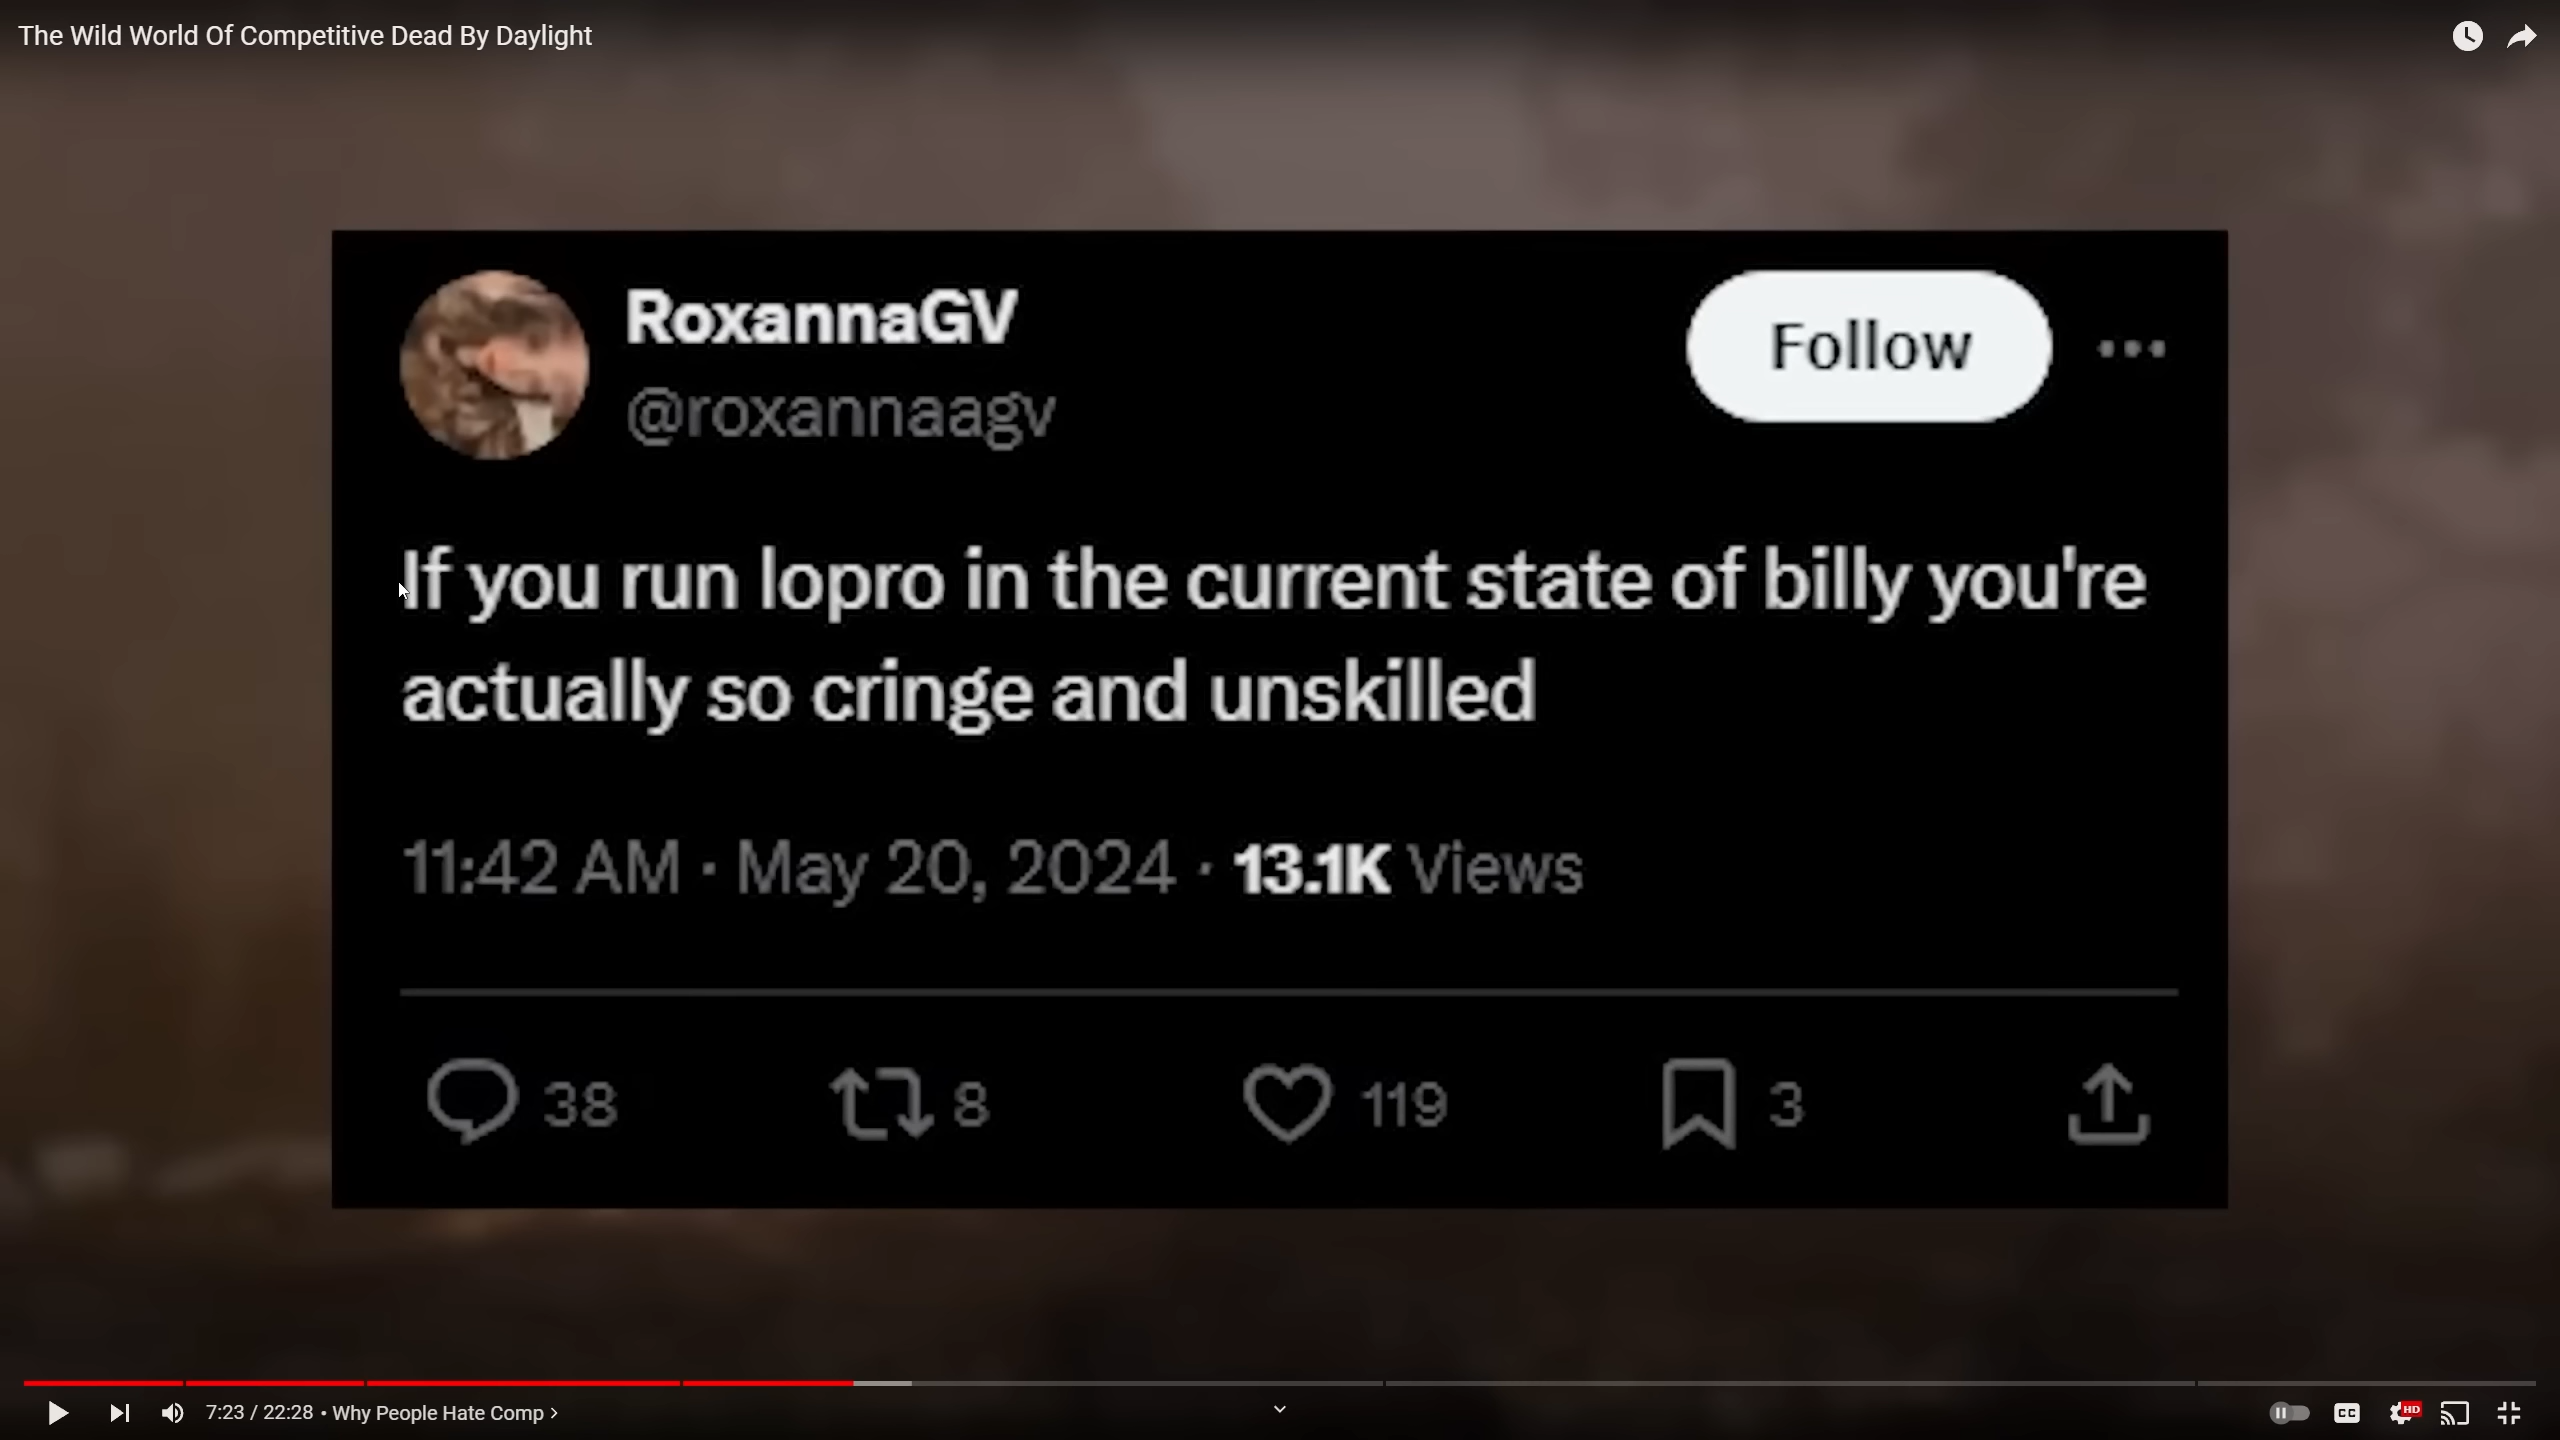 The Wild World Of Competitive Dead By Daylight
RoxannaGV
@roxannaagv
Follow
If you run lopro in the current state of billy you're
actually so cringe and unskilled
11:42 AM · May 20, 2024 · 13.1K Views
38 8 119 3
7:23 / 22:28 • Why People Hate Comp
CC HD